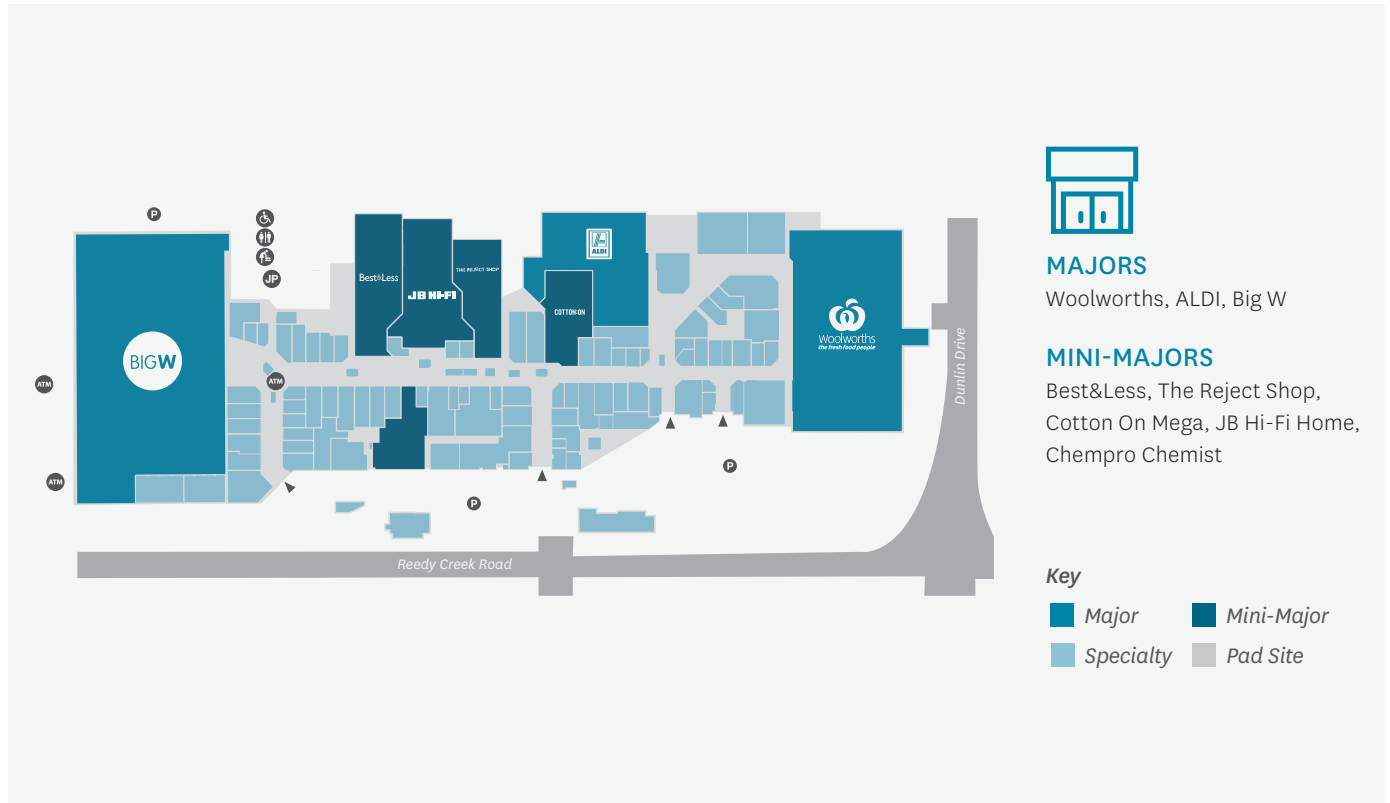 P
JP
Best&Less
JB HI-FI
THE REJECT SHOP
ALDI
COTTON:ON
BIGW
Woolworths
the fresh food people
ATM
ATM
ATM
P
P
Reedy Creek Road
Dunlin Drive
MAJORS
Woolworths, ALDI, Big W
MINI-MAJORS
Best&Less, The Reject Shop,
Cotton On Mega, JB Hi-Fi Home,
Chempro Chemist
Key
Major
Mini-Major
Specialty
Pad Site